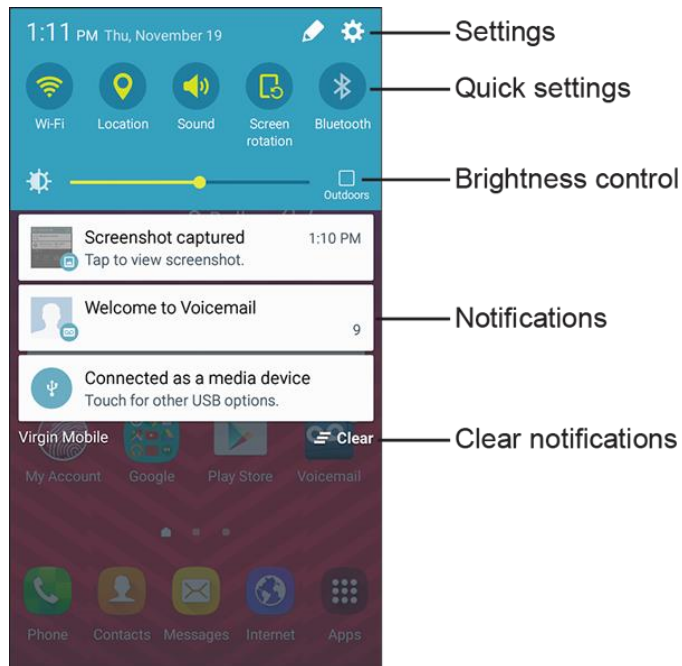 1:11 PM Thu, November 19
Settings
Quick settings
Wi-Fi Location Sound Screen rotation Bluetooth
Brightness control
Outdoors
Screenshot captured 1:10 PM
Tap to view screenshot.
Welcome to Voicemail
9
Notifications
Connected as a media device
Touch for other USB options.
Virgin Mobile Clear
Clear notifications
My Account Google Play Store Voicemail
Phone Contacts Messages Internet Apps